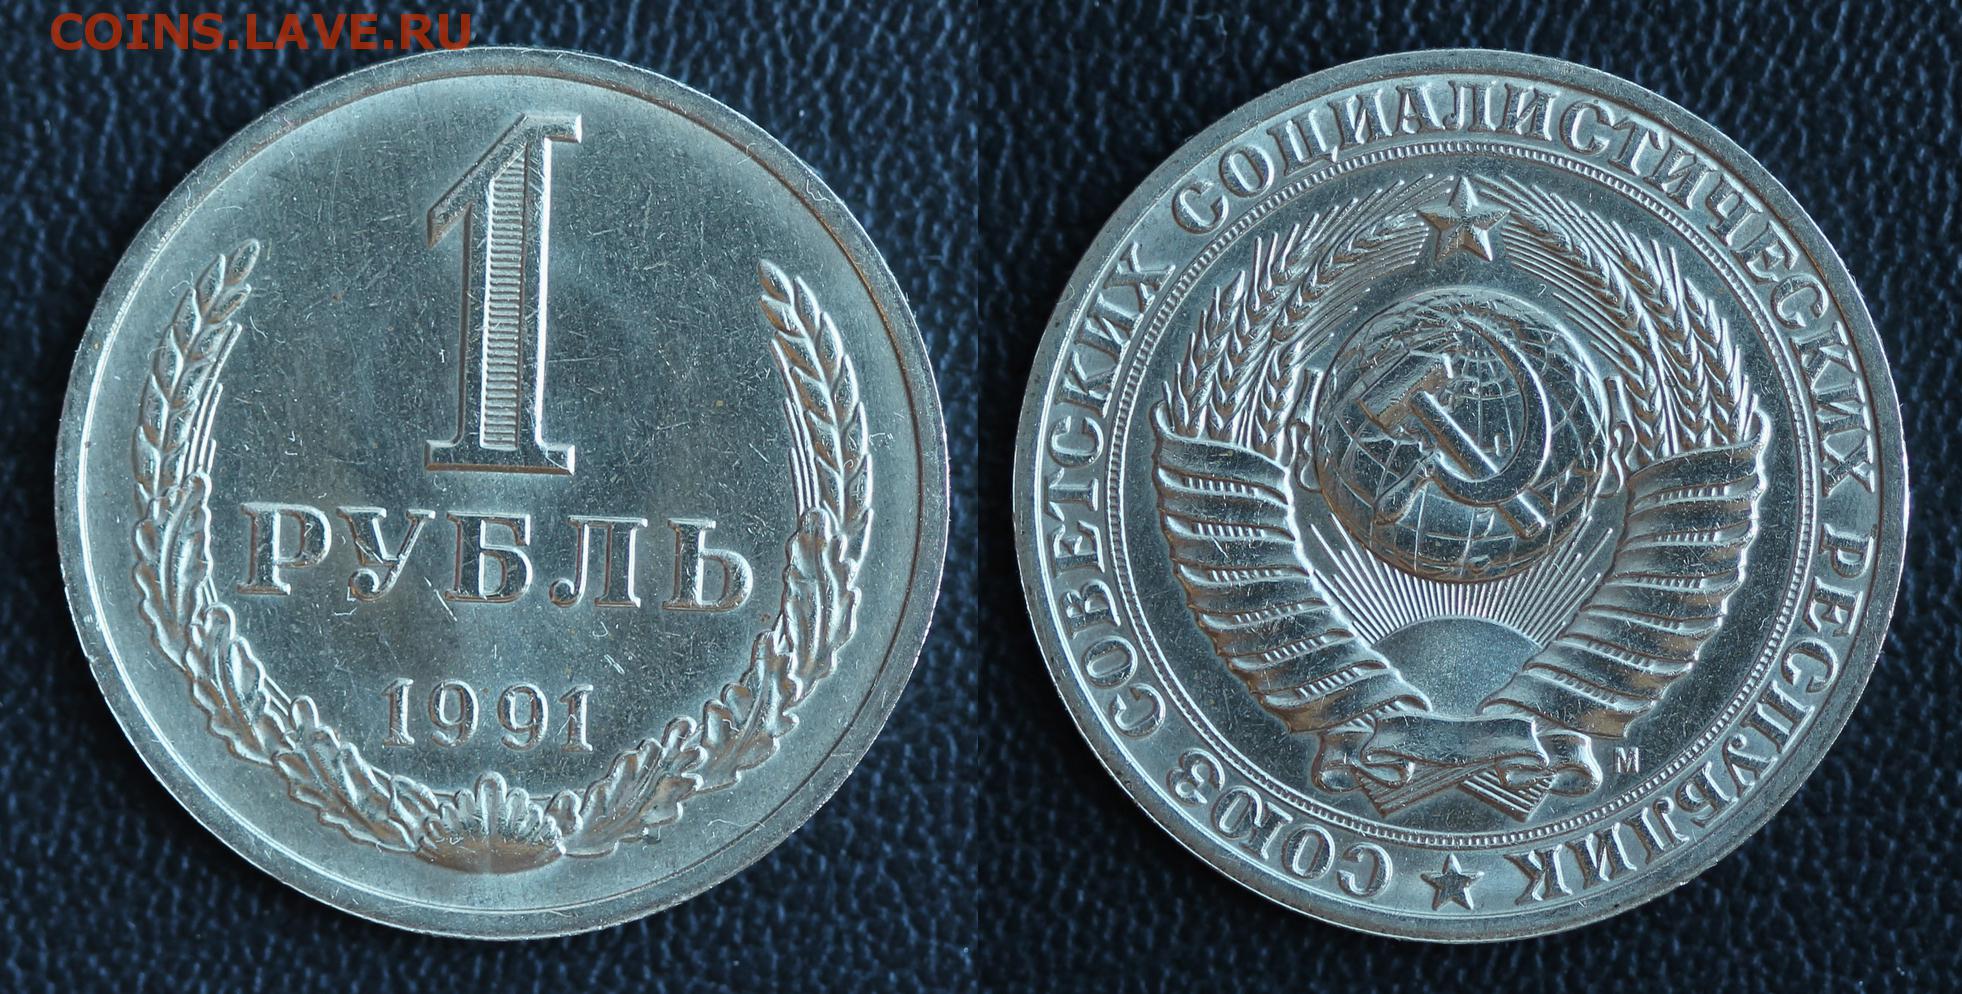 COINS.LAVE.RU
1
РУБЛЬ
1991
СОЮЗ СОВЕТСКИХ СОЦИАЛИСТИЧЕСКИХ РЕСПУБЛИК
М